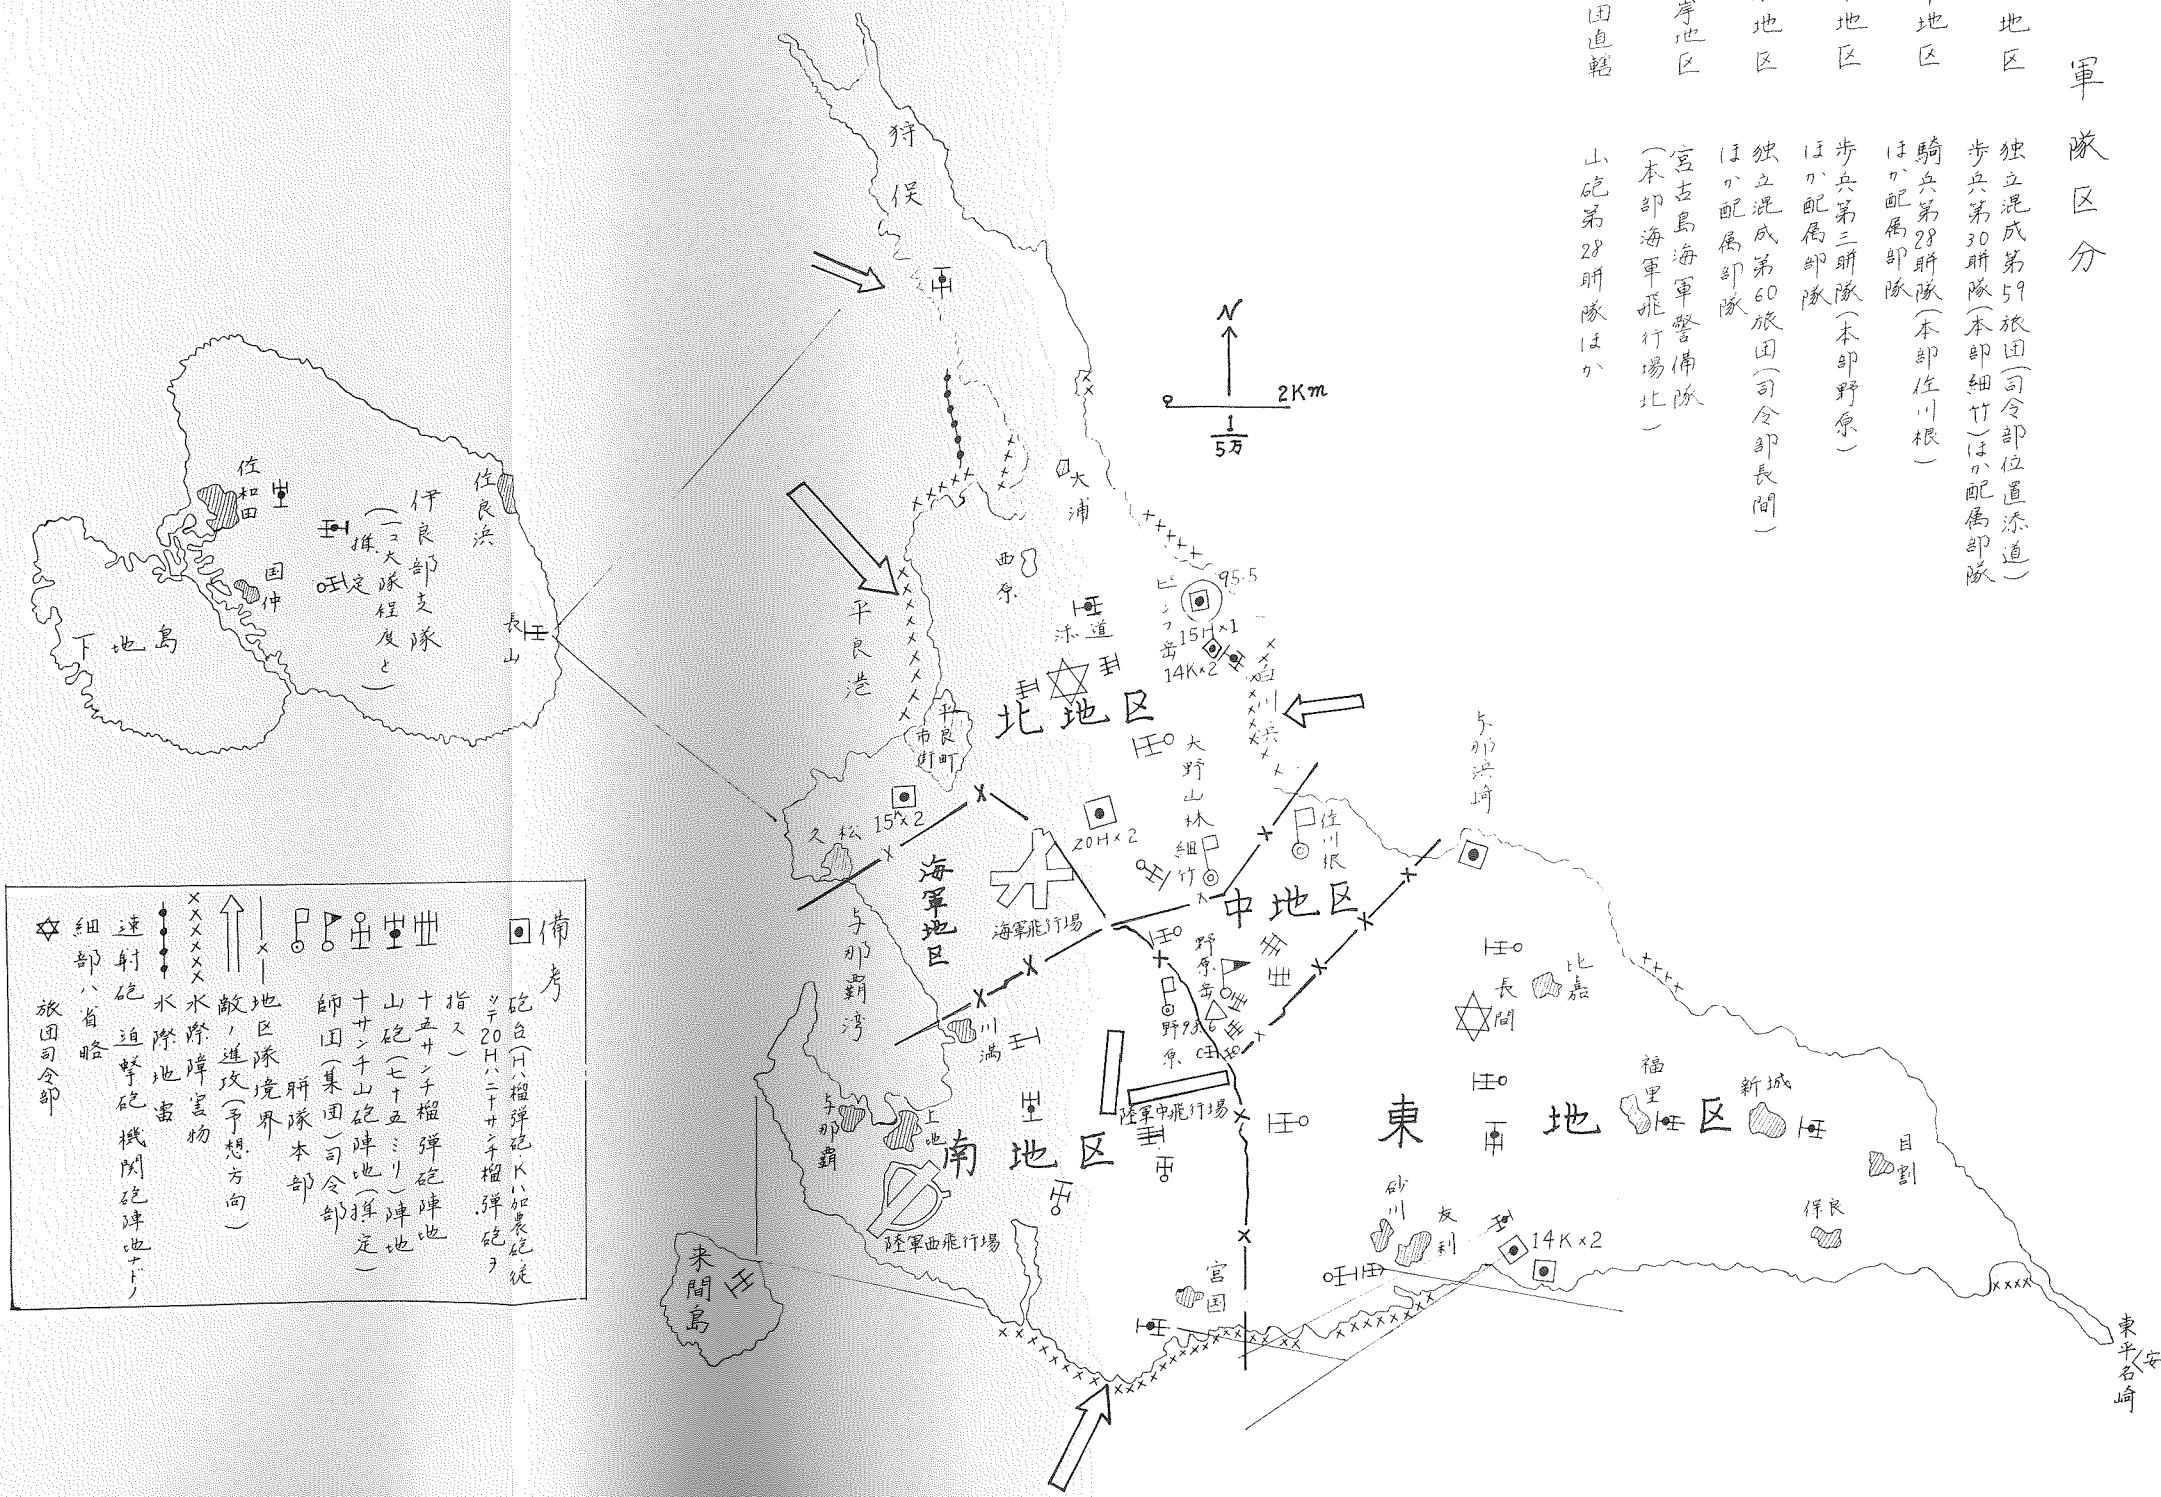 軍隊区分
地区 独立混成第59旅団(司令部位置添道)
歩兵第30聨隊(本部細竹)ほか配属部隊
地区 騎兵第28聨隊(本部佐川根)
ほか配属部隊
地区 歩兵第三聨隊(本部野原)
ほか配属部隊
地区 独立混成第60旅団(司令部長間)
ほか配属部隊
岸地区 宮古島海軍警備隊
(本部海軍飛行場北)
団直轄 山砲第28聨隊ほか
狩俣
N
2Km
1
5万
大浦
西原
95.5
15H×1
14K×2
添道
平良港
平良町
市街
北地区
大野山林
白川浜
与那浜崎
佐川根
細竹
20H×2
15K×2
久松
海軍地区
海軍飛行場
中地区
与那覇湾
野原岳
野原
川満
陸軍中飛行場
与那覇
上地
南地区
陸軍西飛行場
来間島
宮国
砂川
友利
14K×2
東地区
比嘉
長間
福里
新城
保良
東平名崎
佐和田
国仲
佐良浜
伊良部支隊
(二コ大隊程度と
推定)
長山
下地島
備考
砲台(Hハ榴弾砲.Kハ加農砲従
ツテ20Hハ二十サンチ榴弾砲ヲ
指ス)
十五サンチ榴弾砲陣地
山砲(七十五ミリ)陣地
十サンチ山砲陣地(推定)
師団(集団)司令部
聨隊本部
地区隊境界
敵ノ進攻(予想方向)
水際障害物
水際地雷
速射砲 迫撃砲 機関砲陣地ナドノ
細部ハ省略
旅団司令部